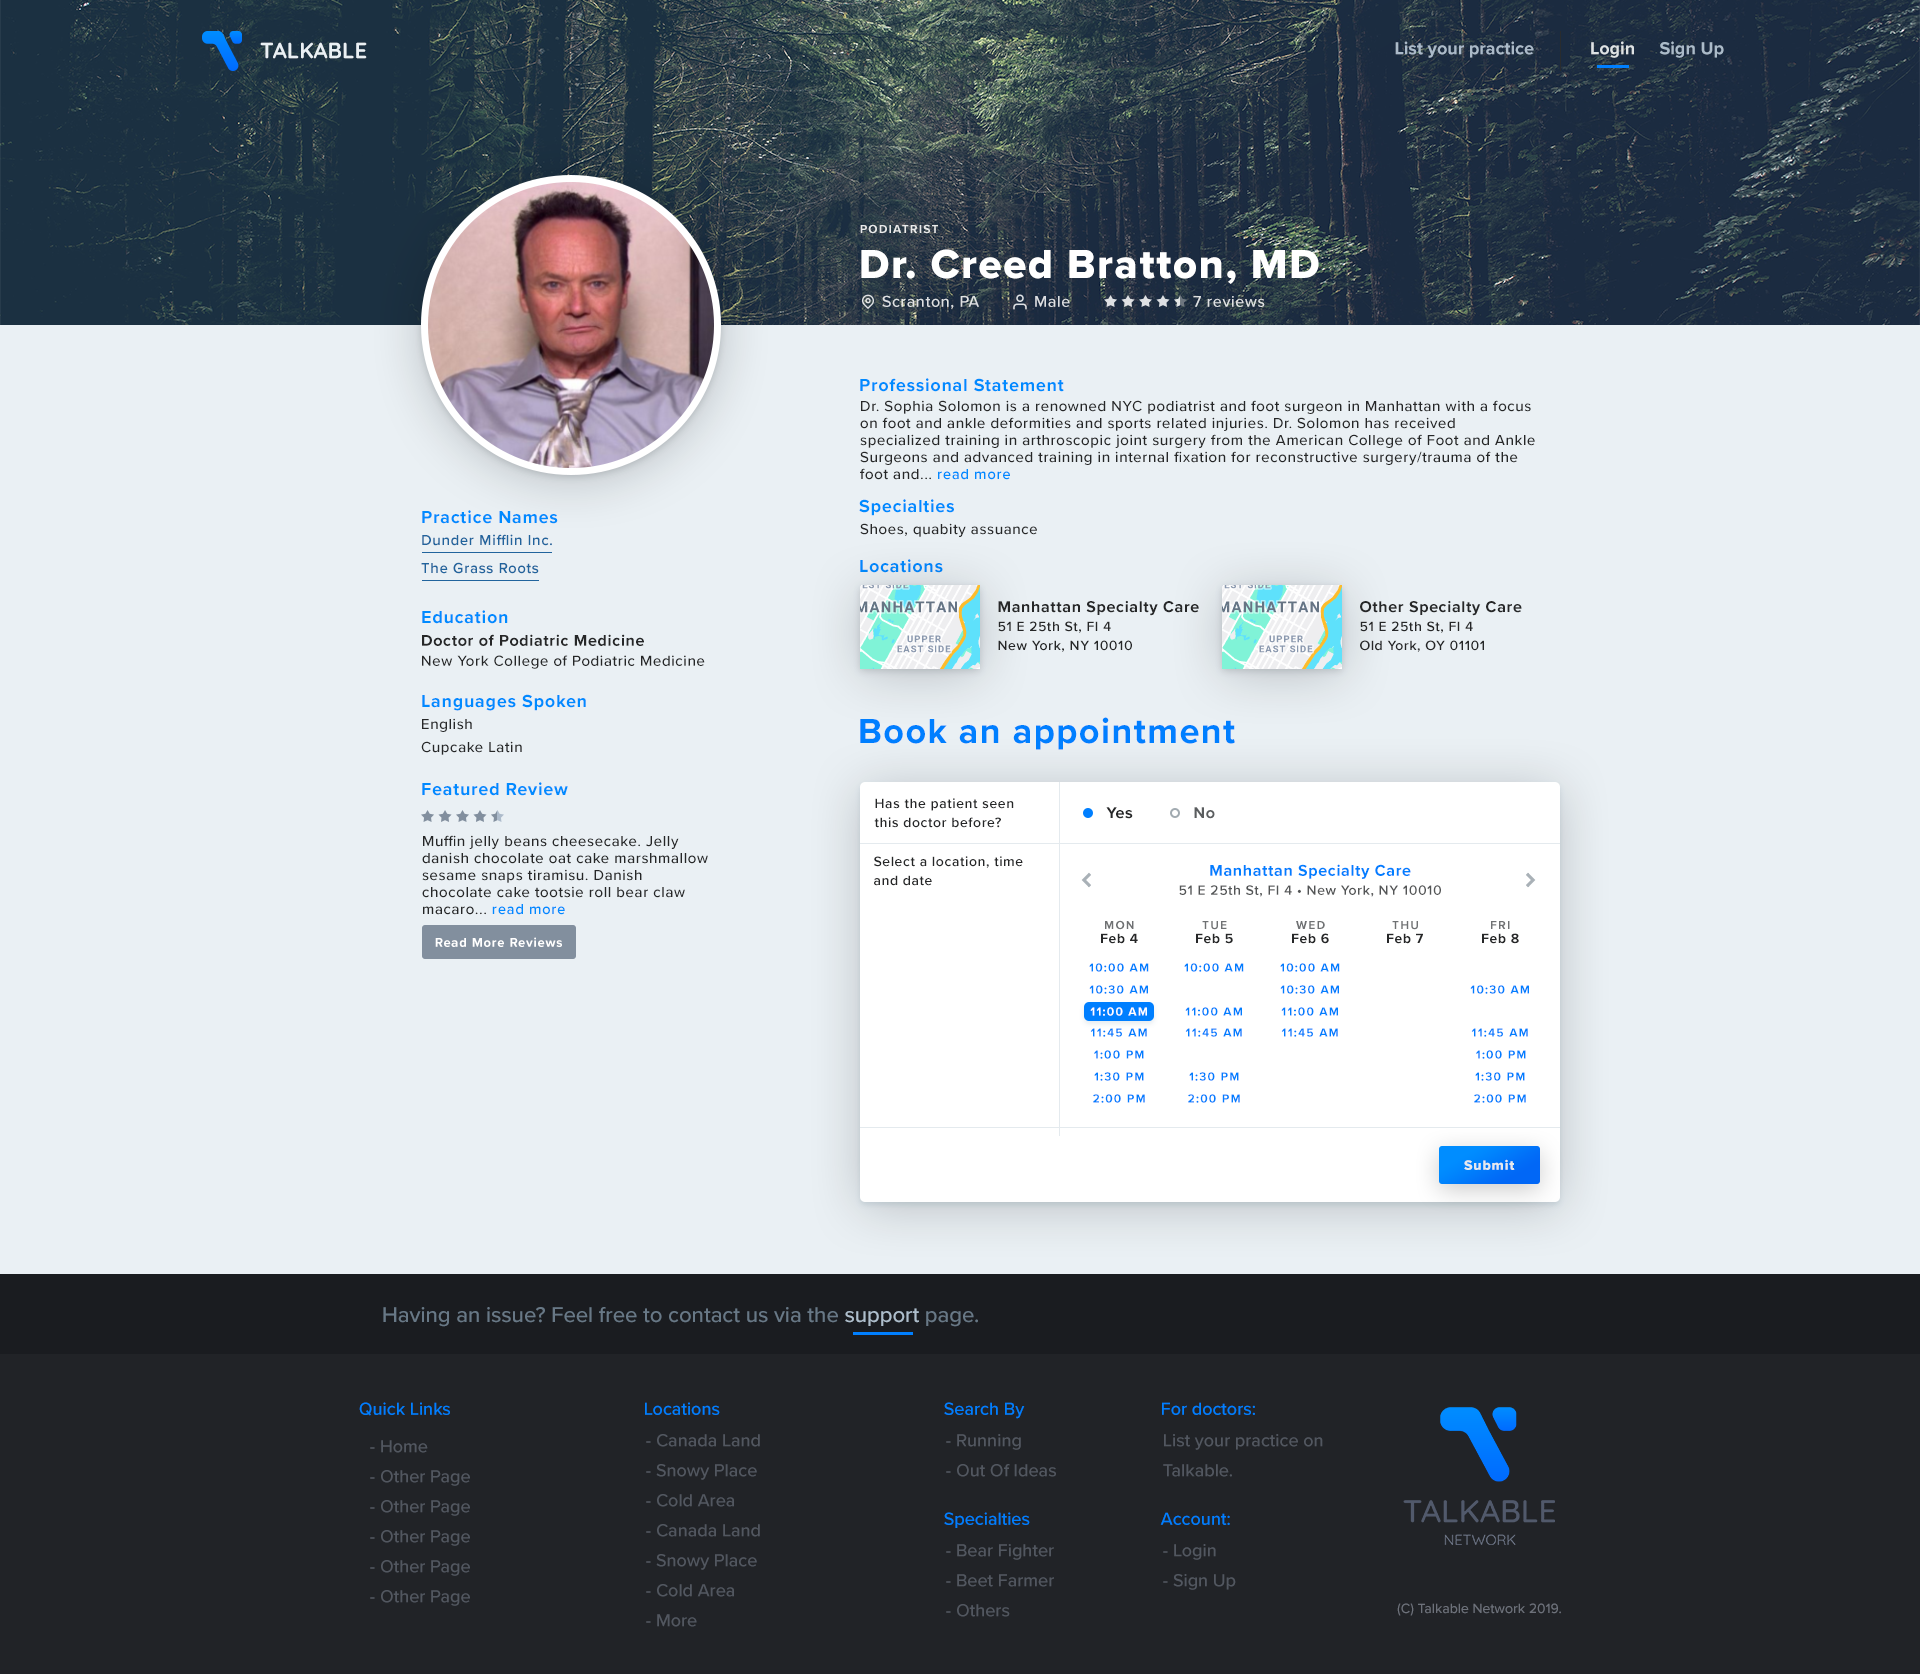 TALKABLE
List your practice
Login
Sign Up
PODIATRIST
Dr. Creed Bratton, MD
Scranton, PA
Male
7 reviews
Practice Names
Dunder Mifflin Inc.
The Grass Roots
Education
Doctor of Podiatric Medicine
New York College of Podiatric Medicine
Languages Spoken
English
Cupcake Latin
Featured Review
Muffin jelly beans cheesecake. Jelly
danish chocolate oat cake marshmallow
sesame snaps tiramisu. Danish
chocolate cake tootsie roll bear claw
macaro... read more
Read More Reviews
Professional Statement
Dr. Sophia Solomon is a renowned NYC podiatrist and foot surgeon in Manhattan with a focus
on foot and ankle deformities and sports related injuries. Dr. Solomon has received
specialized training in arthroscopic joint surgery from the American College of Foot and Ankle
Surgeons and advanced training in internal fixation for reconstructive surgery/trauma of the
foot and... read more
Specialties
Shoes, quabity assuance
Locations
EST SIDE
MANHATTAN
UPPER
EAST SIDE
Manhattan Specialty Care
51 E 25th St, Fl 4
New York, NY 10010
EST SIDE
MANHATTAN
UPPER
EAST SIDE
Other Specialty Care
51 E 25th St, Fl 4
Old York, OY 01101
Book an appointment
Has the patient seen
this doctor before?
Yes
No
Select a location, time
and date
Manhattan Specialty Care
51 E 25th St, Fl 4 • New York, NY 10010
MON TUE WED THU FRI
Feb 4 Feb 5 Feb 6 Feb 7 Feb 8
10:00 AM 10:00 AM 10:00 AM
10:30 AM 10:30 AM 10:30 AM
11:00 AM 11:00 AM 11:00 AM
11:45 AM 11:45 AM 11:45 AM 11:45 AM
1:00 PM 1:00 PM
1:30 PM 1:30 PM 1:30 PM
2:00 PM 2:00 PM 2:00 PM
Submit
Having an issue? Feel free to contact us via the support page.
Quick Links
- Home
- Other Page
- Other Page
- Other Page
- Other Page
- Other Page
Locations
- Canada Land
- Snowy Place
- Cold Area
- Canada Land
- Snowy Place
- Cold Area
- More
Search By
- Running
- Out Of Ideas
Specialties
- Bear Fighter
- Beet Farmer
- Others
For doctors:
List your practice on
Talkable.
Account:
- Login
- Sign Up
TALKABLE
NETWORK
(C) Talkable Network 2019.